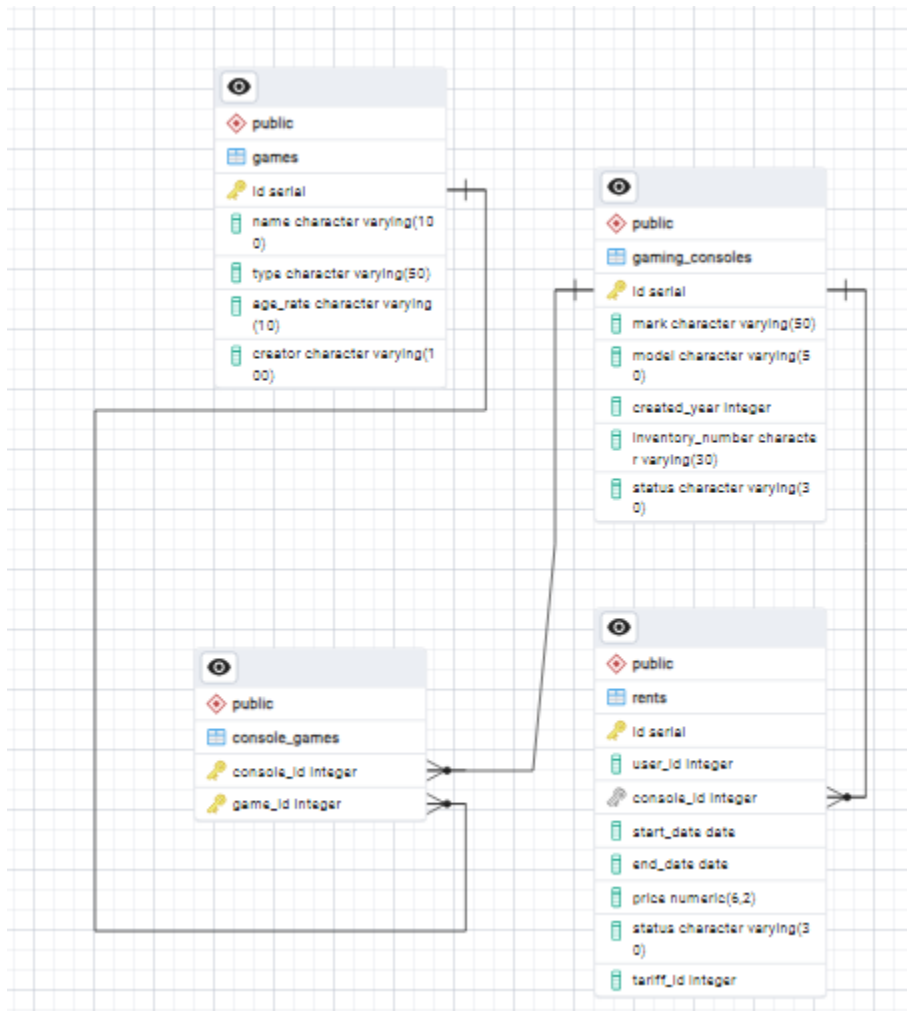 public
games
id serial
name character varying(10
0)
type character varying(50)
age_rate character varying
(10)
creator character varying(1
00)
public
gaming_consoles
id serial
mark character varying(50)
model character varying(5
0)
created_year integer
inventory_number characte
r varying(30)
status character varying(3
0)
public
console_games
console_id integer
game_id integer
public
rents
id serial
user_id integer
console_id integer
start_date date
end_date date
price numeric(6,2)
status character varying(3
0)
tariff_id integer